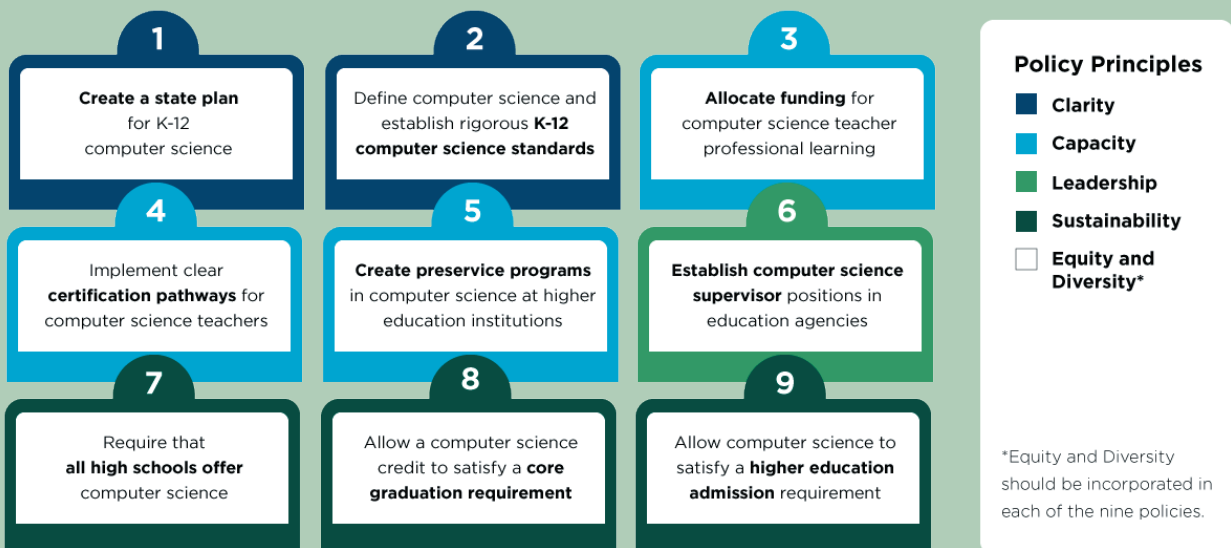 1
Create a state plan
for K-12
computer science
2
Define computer science and
establish rigorous K-12
computer science standards
3
Allocate funding for
computer science teacher
professional learning
4
Implement clear
certification pathways for
computer science teachers
5
Create preservice programs
in computer science at higher
education institutions
6
Establish computer science
supervisor positions in
education agencies
7
Require that
all high schools offer
computer science
8
Allow a computer science
credit to satisfy a core
graduation requirement
9
Allow computer science to
satisfy a higher education
admission requirement
Policy Principles
Clarity
Capacity
Leadership
Sustainability
Equity and
Diversity*
*Equity and Diversity
should be incorporated in
each of the nine policies.